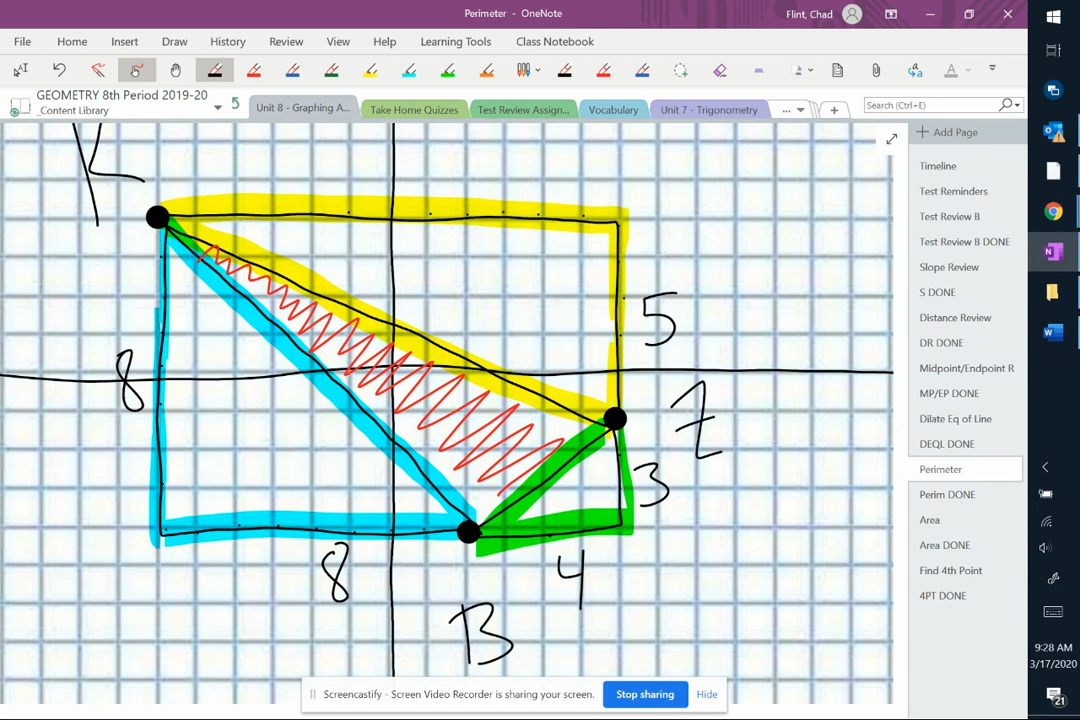 Perimeter - OneNote
Flint, Chad
File Home Insert Draw History Review View Help Learning Tools Class Notebook
GEOMETRY 8th Period 2019-20
_Content Library
Unit 8 - Graphing A...
Take Home Quizzes
Test Review Assign...
Vocabulary
Unit 7 - Trigonometry
...
Search (Ctrl+E)
Add Page
Timeline
Test Reminders
Test Review B
Test Review B DONE
Slope Review
S DONE
Distance Review
DR DONE
Midpoint/Endpoint R
MP/EP DONE
Dilate Eq of Line
DEQL DONE
Perimeter
Perim DONE
Area
Area DONE
Find 4th Point
4PT DONE
K
5
8
Z
3
8
4
B
Screencastify - Screen Video Recorder is sharing your screen.
Stop sharing
Hide
9:28 AM
3/17/2020
21